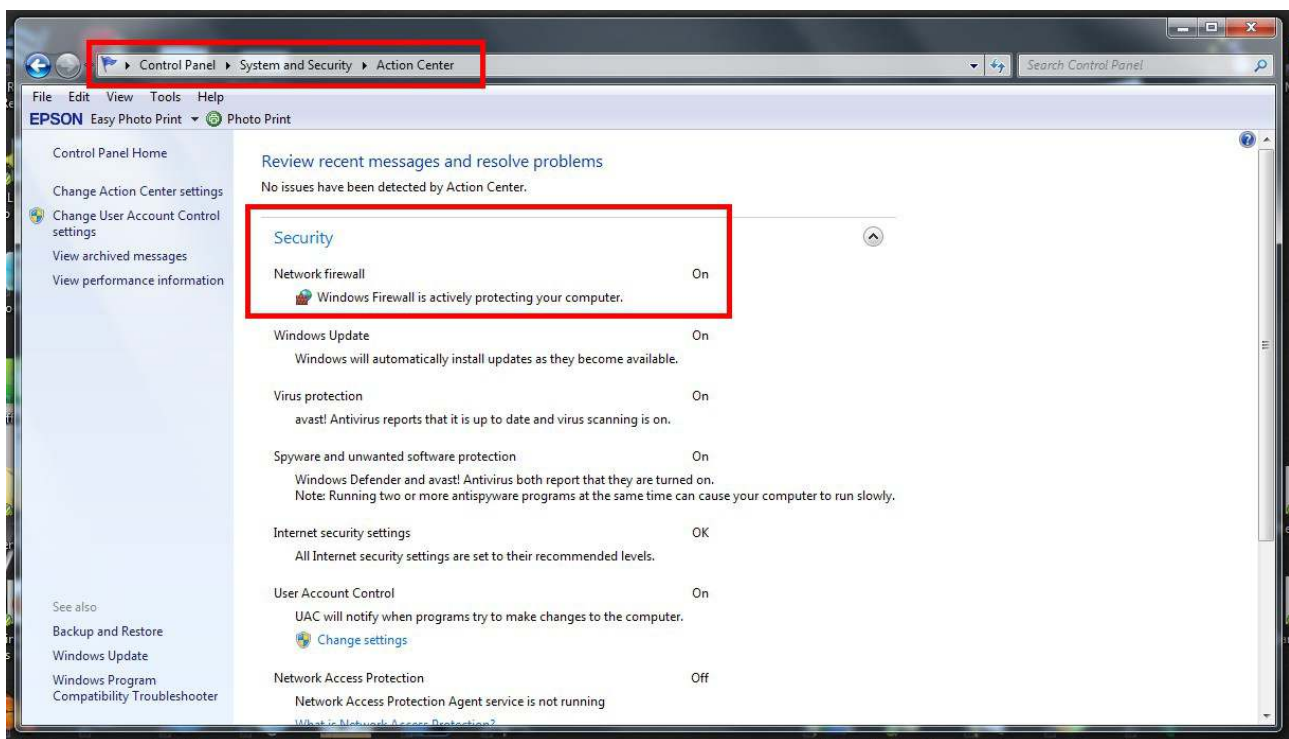 Control Panel ▸ System and Security ▸ Action Center
Search Control Panel
File Edit View Tools Help
EPSON Easy Photo Print Photo Print
Control Panel Home
Change Action Center settings
Change User Account Control
settings
View archived messages
View performance information
Review recent messages and resolve problems
No issues have been detected by Action Center.
Security
Network firewall On
Windows Firewall is actively protecting your computer.
Windows Update On
Windows will automatically install updates as they become available.
Virus protection On
avast! Antivirus reports that it is up to date and virus scanning is on.
Spyware and unwanted software protection On
Windows Defender and avast! Antivirus both report that they are turned on.
Note: Running two or more antispyware programs at the same time can cause your computer to run slowly.
Internet security settings OK
All Internet security settings are set to their recommended levels.
User Account Control On
UAC will notify when programs try to make changes to the computer.
Change settings
Network Access Protection Off
Network Access Protection Agent service is not running
What is Network Access Protection?
See also
Backup and Restore
Windows Update
Windows Program
Compatibility Troubleshooter